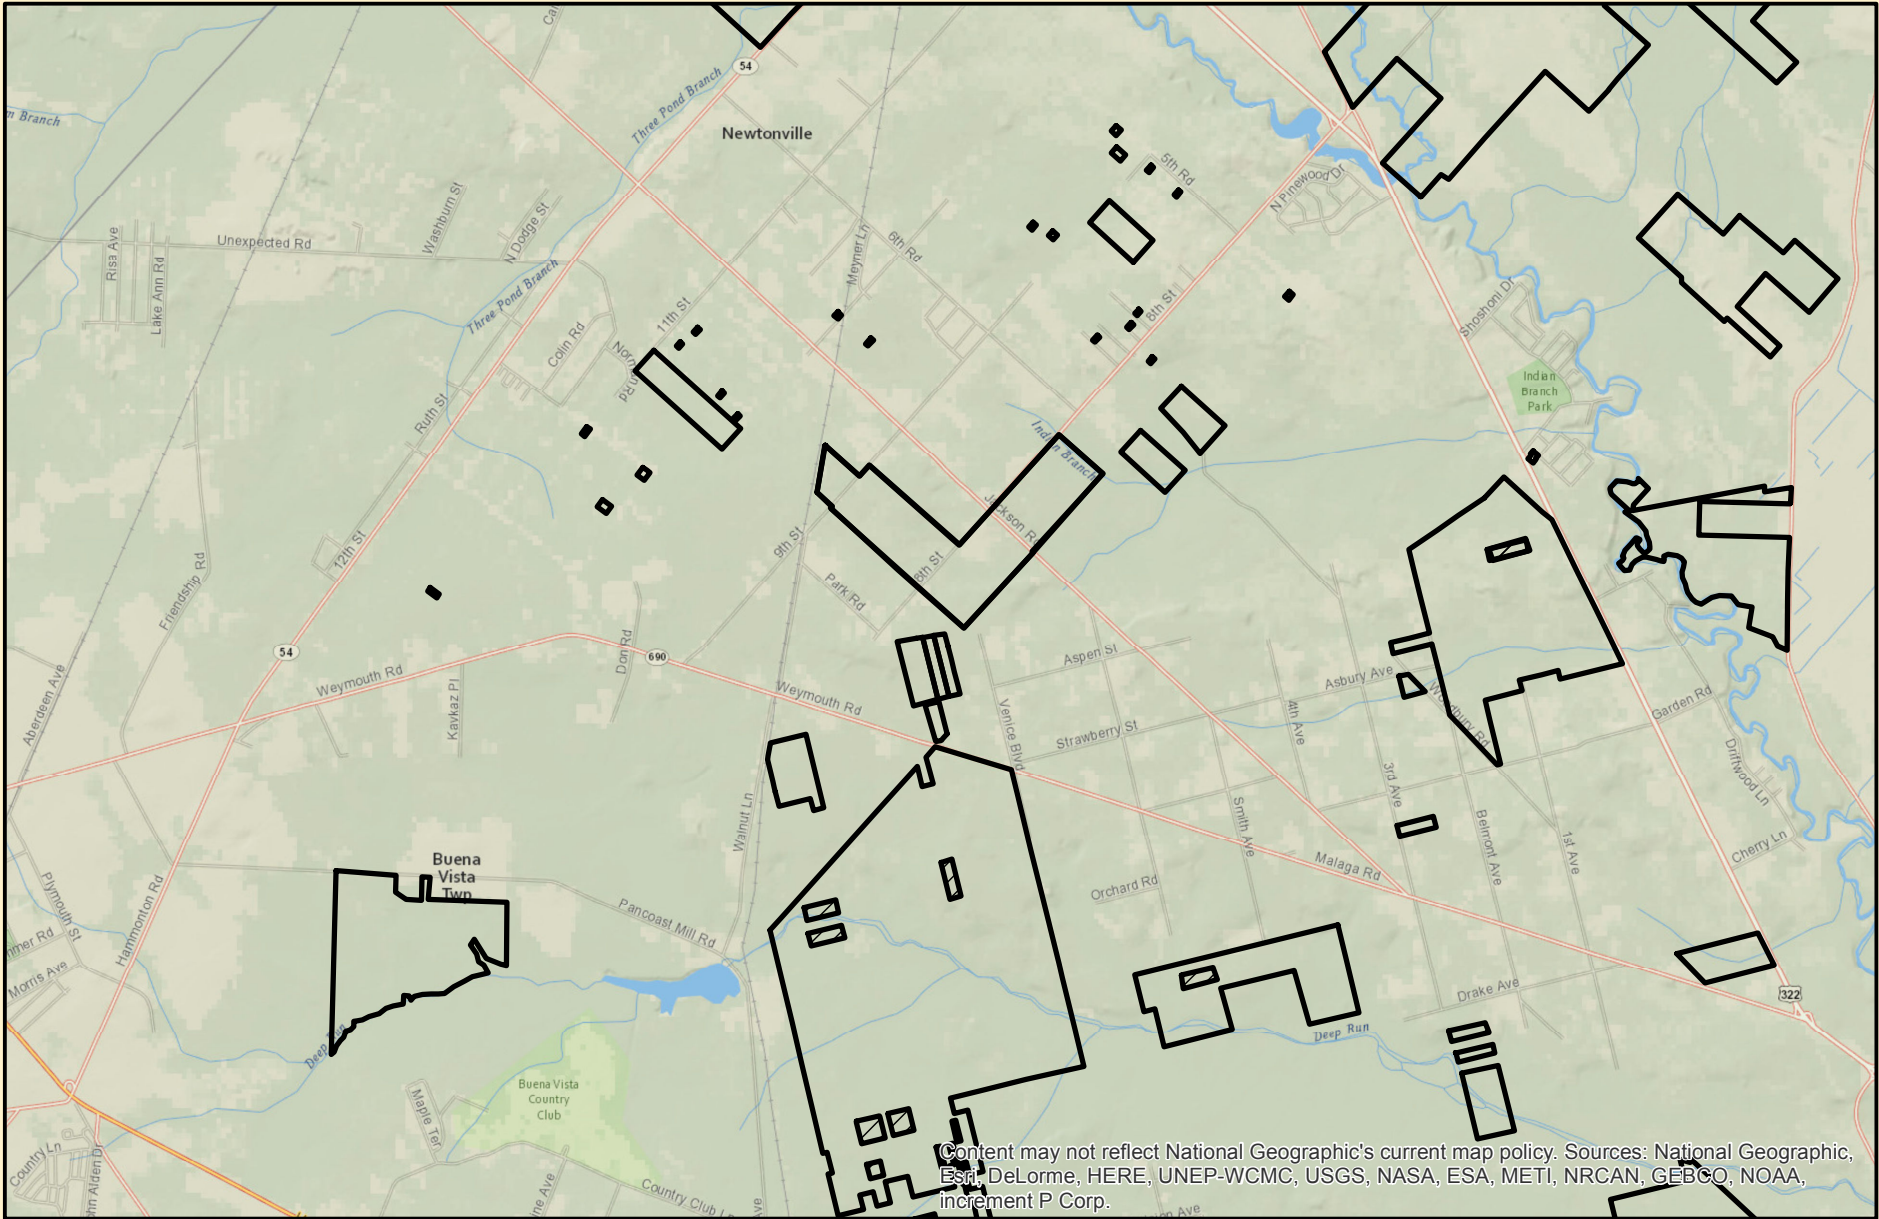 54
Three Pond Branch
Newtonville
m Branch
5th Rd
N Pinewood Dr
Washburn St
N Dodge St
Risa Ave
Unexpected Rd
Lake Ann Rd
Meyner Ln
6th Rd
Three Pond Branch
11th St
8th St
Shoshoni Dr
Colin Rd
Indian
Branch
Park
Ruth St
Indian Branch
Jackson Rd
9th St
12th St
8th St
Park Rd
Friendship Rd
54
Don Rd
690
Aspen St
Weymouth Rd
Weymouth Rd
Kavkaz Pl
Aberdeen Ave
Asbury Ave
Woodbury Rd
Garden Rd
Venice Blvd
4th Ave
Strawberry St
Driftwood Ln
3rd Ave
Walnut Ln
Smith Ave
Belmont Ave
1st Ave
Cherry Ln
Buena
Vista
Twp
Malaga Rd
Orchard Rd
Plymouth St
Hammonton Rd
Pancoast Mill Rd
Morris Ave
Drake Ave
322
Deep Run
Deep Run
Buena Vista
Country
Club
Maple Ter
Country Ln
Country Club L
Content may not reflect National Geographic's current map policy. Sources: National Geographic,
Esri, DeLorme, HERE, UNEP-WCMC, USGS, NASA, ESA, METI, NRCAN, GEBCO, NOAA,
increment P Corp.